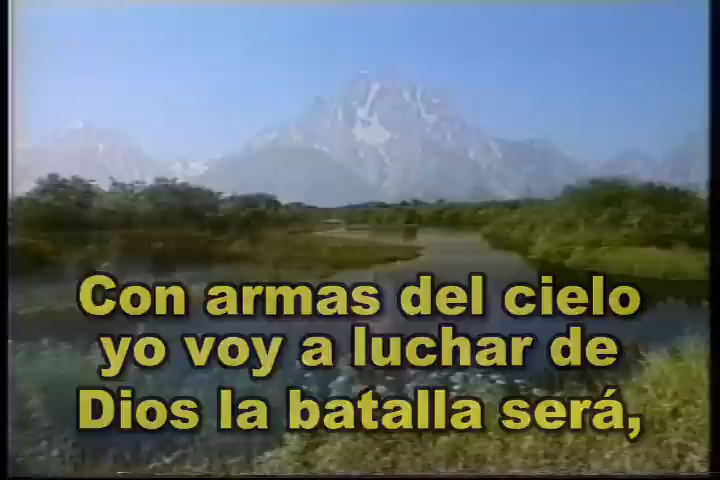 Con armas del cielo
yo voy a luchar de
Dios la batalla será,